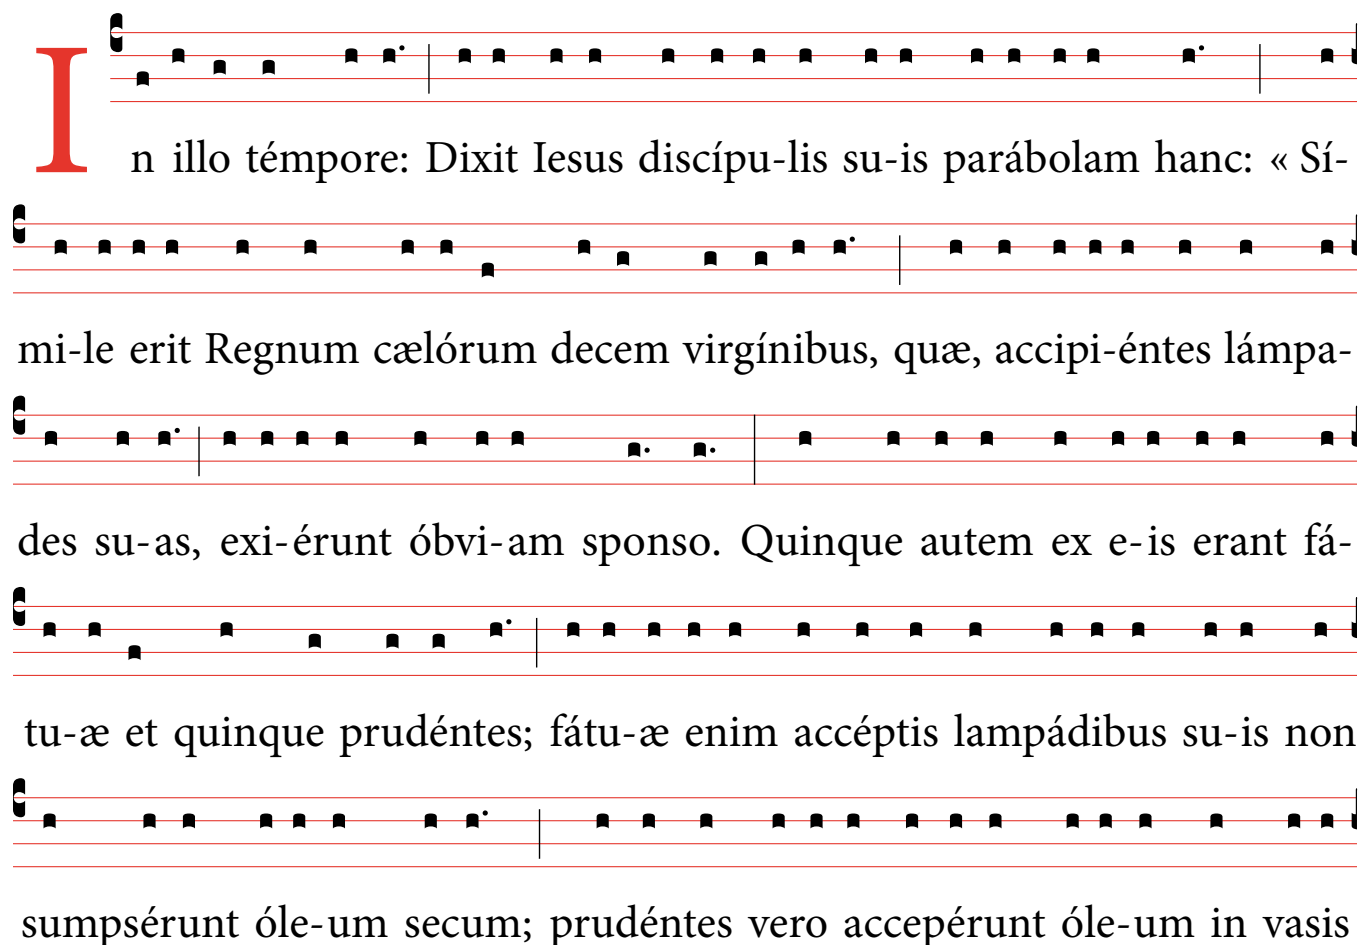 In illo témpore: Dixit Iesus discípu-lis su-is parábolam hanc: « Sí-
mi-le erit Regnum cælórum decem virgínibus, quæ, accipi-éntes lámpa-
des su-as, exi-érunt óbvi-am sponso. Quinque autem ex e-is erant fá-
tu-æ et quinque prudéntes; fátu-æ enim accéptis lampádibus su-is non
sumpsérunt óle-um secum; prudéntes vero accepérunt óle-um in vasis